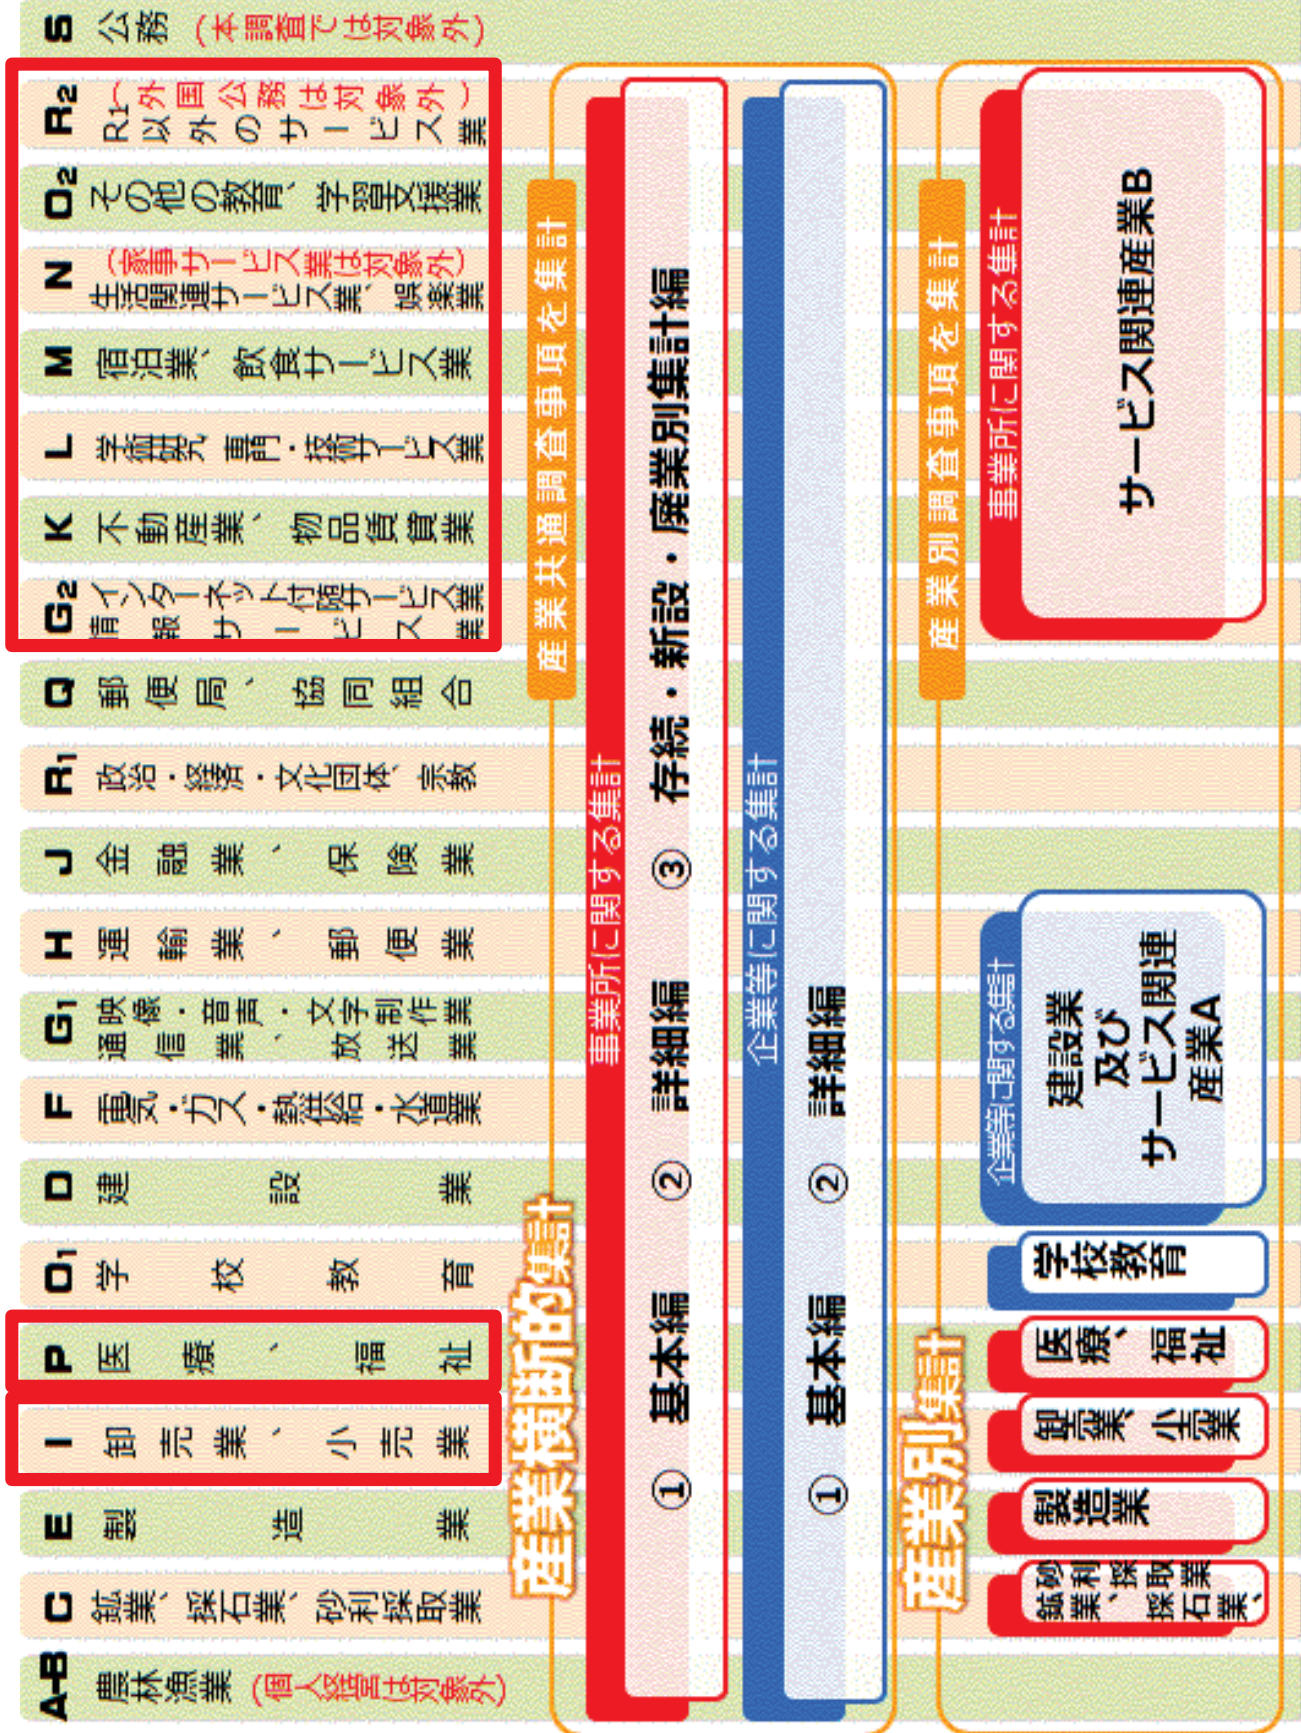 A-B
農林漁業
(個人経営は対象外)
C
鉱業、採石業、砂利採取業
E
製造業
I
卸売業、小売業
P
医療、福祉
O1
学校教育
D
建設業
F
電気・ガス・熱供給・水道業
G1
通信業、放送業
映像・音声・文字制作業
H
運輸業、郵便業
J
金融業、保険業
R1
政治・経済・文化団体、宗教
Q
郵便局、協同組合
G2
情報サービス業
インターネット付随サービス業
K
不動産業、物品賃貸業
L
学術研究 専門・技術サービス業
M
宿泊業、飲食サービス業
N
生活関連サービス業、娯楽業
(家事サービス業は対象外)
O2
その他の教育、学習支援業
R2
R1以外のサービス業
(外国公務は対象外)
S
公務
(本調査では対象外)
産業横断的集計
産業共通調査事項を集計
事業所に関する集計
① 基本編 ② 詳細編 ③ 存続・新設・廃業別集計編
企業等に関する集計
① 基本編 ② 詳細編
産業別集計
産業別調査事項を集計
鉱業、採石業、
砂利採取業
製造業
卸売業、小売業
医療、福祉
学校教育
企業等に関する集計
建設業
及び
サービス関連
産業A
事業所に関する集計
サービス関連産業B